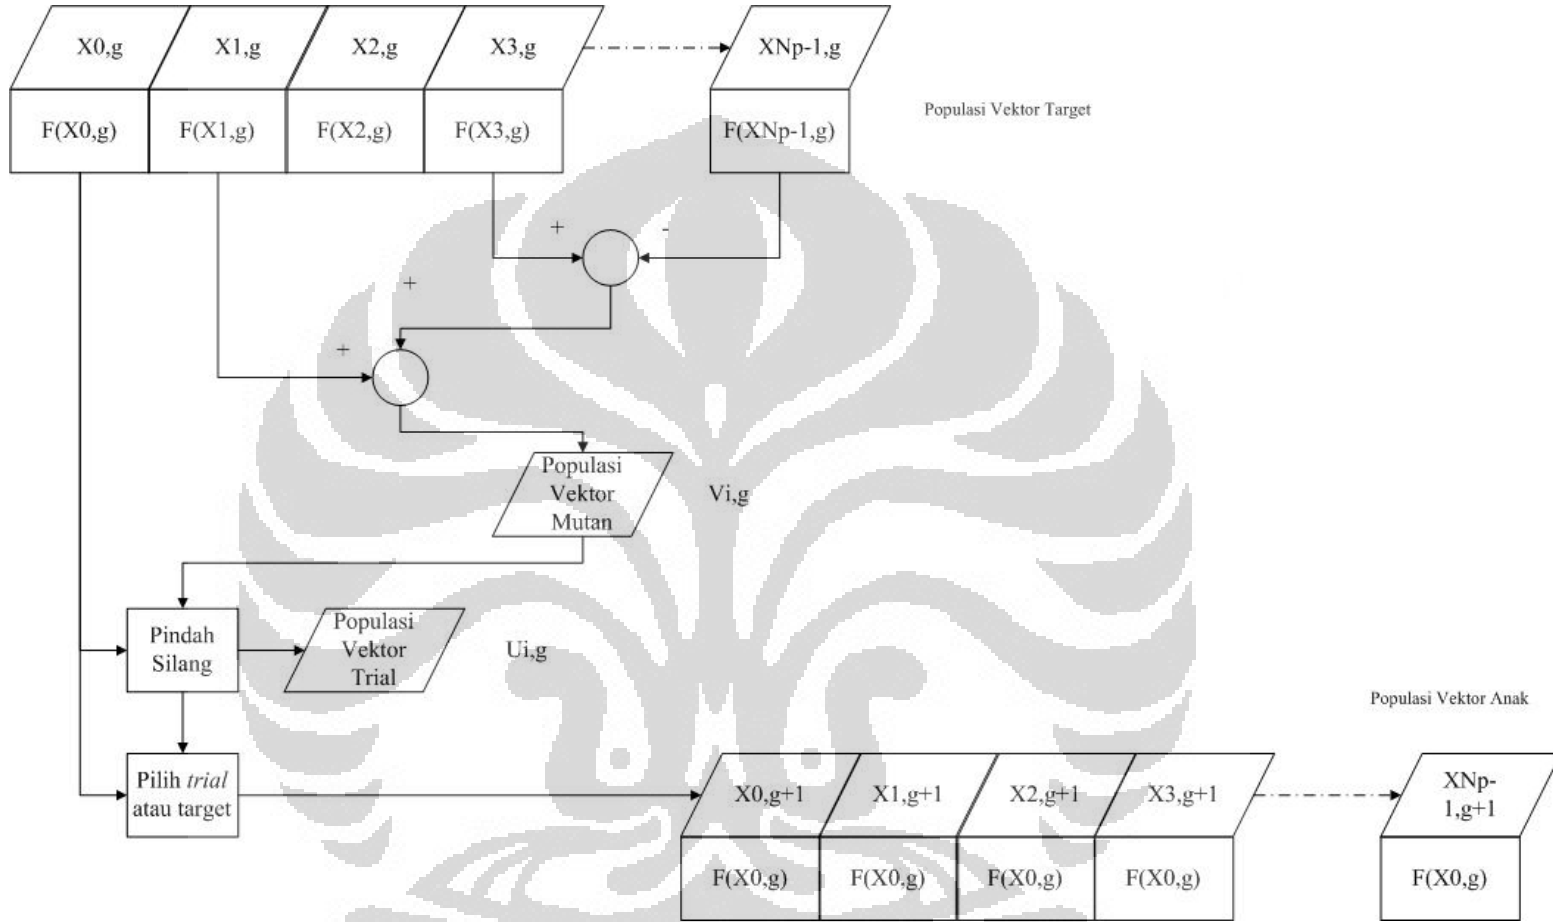 X0,g
X1,g
X2,g
X3,g
XNp-1,g
F(X0,g)
F(X1,g)
F(X2,g)
F(X3,g)
F(XNp-1,g)
Populasi Vektor Target
+
-
+
+
Populasi
Vektor
Mutan
Vi,g
Pindah
Silang
Populasi
Vektor
Trial
Ui,g
Populasi Vektor Anak
Pilih trial
atau target
X0,g+1
X1,g+1
X2,g+1
X3,g+1
XNp-
1,g+1
F(X0,g)
F(X0,g)
F(X0,g)
F(X0,g)
F(X0,g)